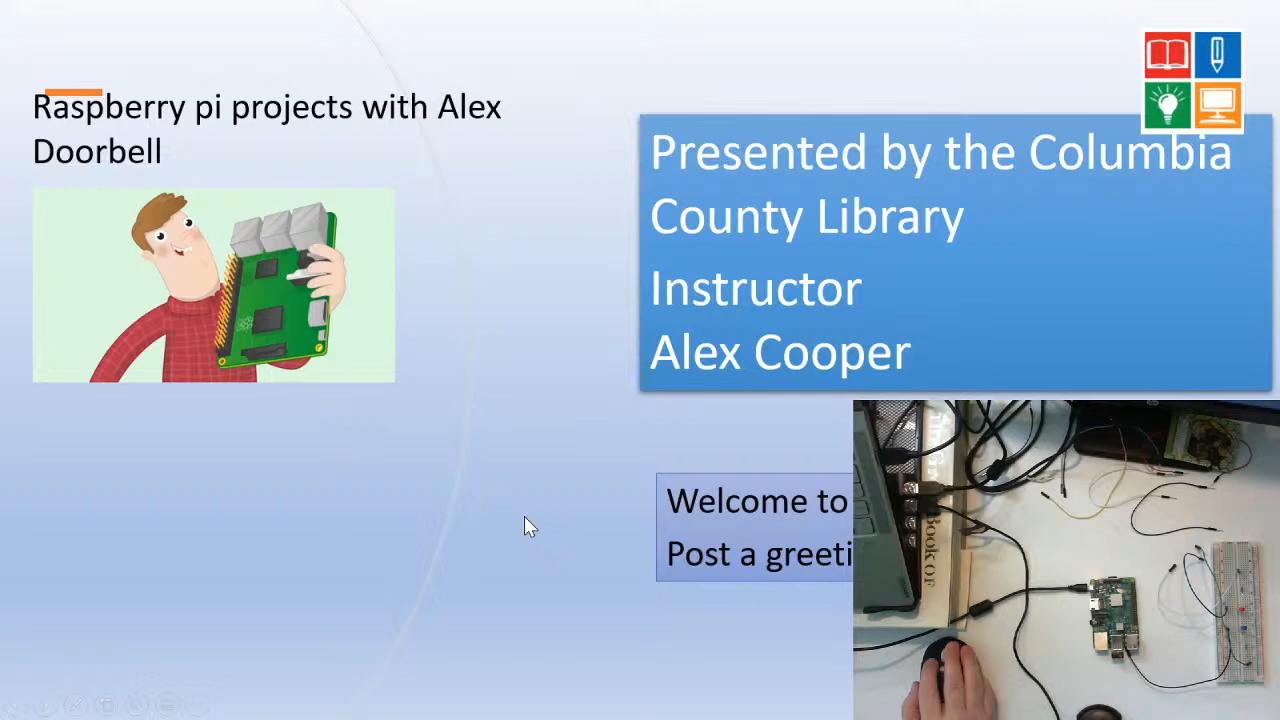 Raspberry pi projects with Alex
Doorbell
Presented by the Columbia
County Library
Instructor
Alex Cooper
Welcome to
Post a greeti
Book of